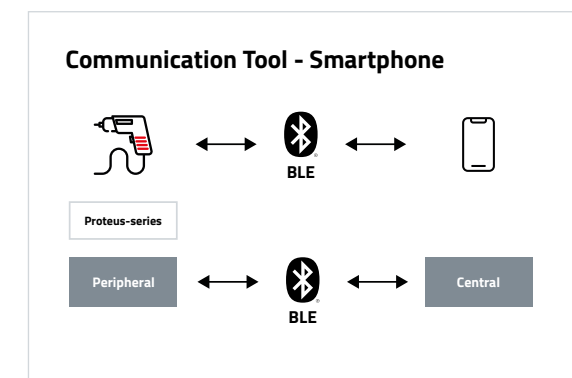 Communication Tool - Smartphone
BLE
Proteus-series
Peripheral
Central
BLE